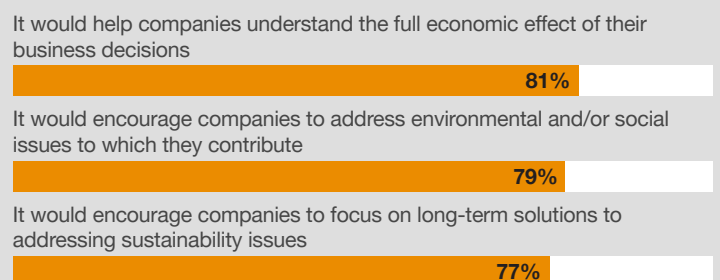 It would help companies understand the full economic effect of their
business decisions
81%
It would encourage companies to address environmental and/or social
issues to which they contribute
79%
It would encourage companies to focus on long-term solutions to
addressing sustainability issues
77%